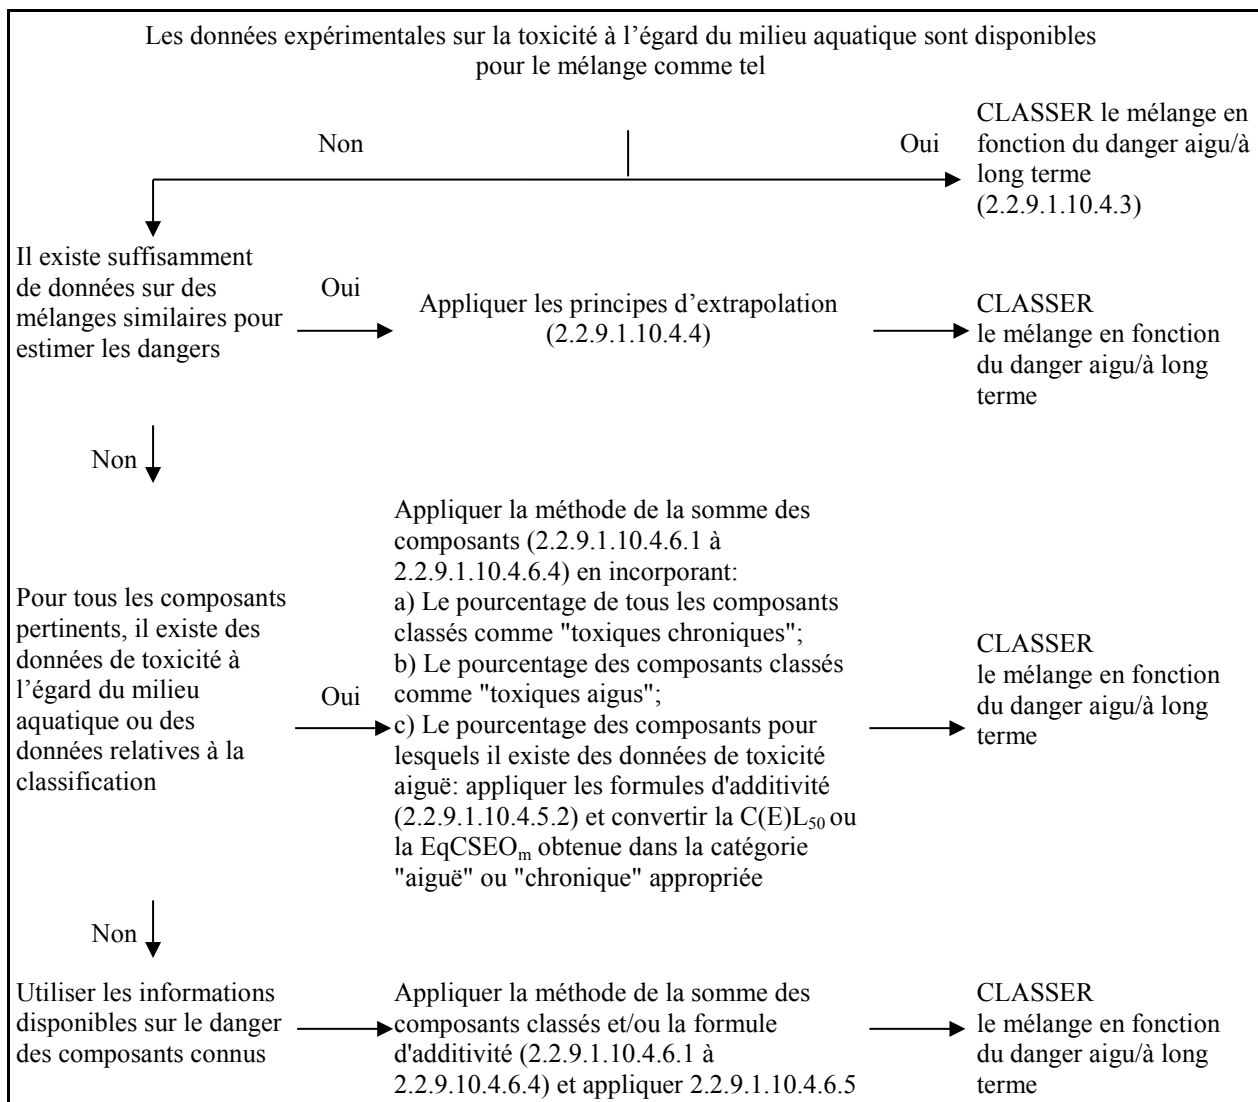 Les données expérimentales sur la toxicité à l’égard du milieu aquatique sont disponibles
pour le mélange comme tel
Non
Oui
CLASSER le mélange en
fonction du danger aigu/à
long terme
(2.2.9.1.10.4.3)
Il existe suffisamment
de données sur des
mélanges similaires pour
estimer les dangers
Oui
Appliquer les principes d’extrapolation
(2.2.9.1.10.4.4)
CLASSER
le mélange en fonction
du danger aigu/à long
terme
Non
Pour tous les composants
pertinents, il existe des
données de toxicité à
l’égard du milieu
aquatique ou des
données relatives à la
classification
Oui
Appliquer la méthode de la somme des
composants (2.2.9.1.10.4.6.1 à
2.2.9.1.10.4.6.4) en incorporant:
a) Le pourcentage de tous les composants
classés comme "toxiques chroniques";
b) Le pourcentage des composants classés
comme "toxiques aigus";
c) Le pourcentage des composants pour
lesquels il existe des données de toxicité
aiguë: appliquer les formules d'additivité
(2.2.9.1.10.4.5.2) et convertir la C(E)L50 ou
la EqCSEOm obtenue dans la catégorie
"aiguë" ou "chronique" appropriée
CLASSER
le mélange en fonction
du danger aigu/à long
terme
Non
Utiliser les informations
disponibles sur le danger
des composants connus
Appliquer la méthode de la somme des
composants classés et/ou la formule
d'additivité (2.2.9.1.10.4.6.1 à
2.2.9.10.4.6.4) et appliquer 2.2.9.1.10.4.6.5
CLASSER
le mélange en fonction
du danger aigu/à long
terme